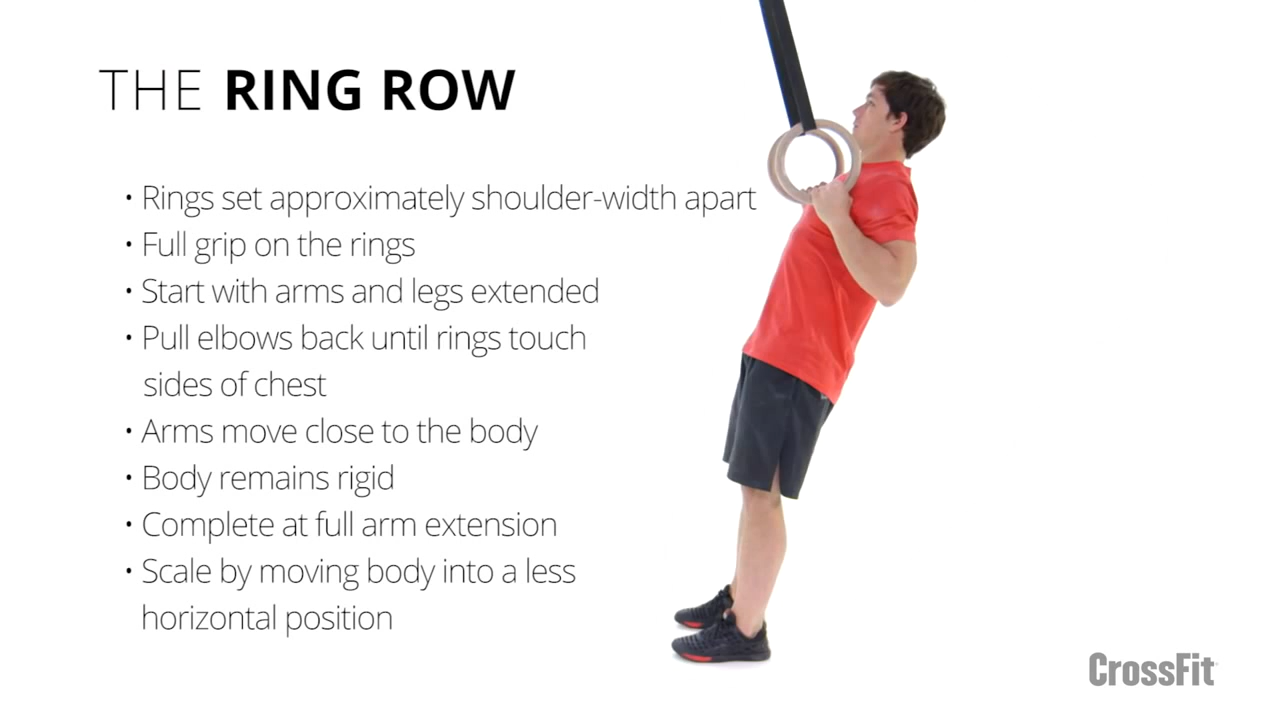 THE RING ROW
• Rings set approximately shoulder-width apart
• Full grip on the rings
• Start with arms and legs extended
• Pull elbows back until rings touch
sides of chest
• Arms move close to the body
• Body remains rigid
• Complete at full arm extension
• Scale by moving body into a less
horizontal position
CrossFit